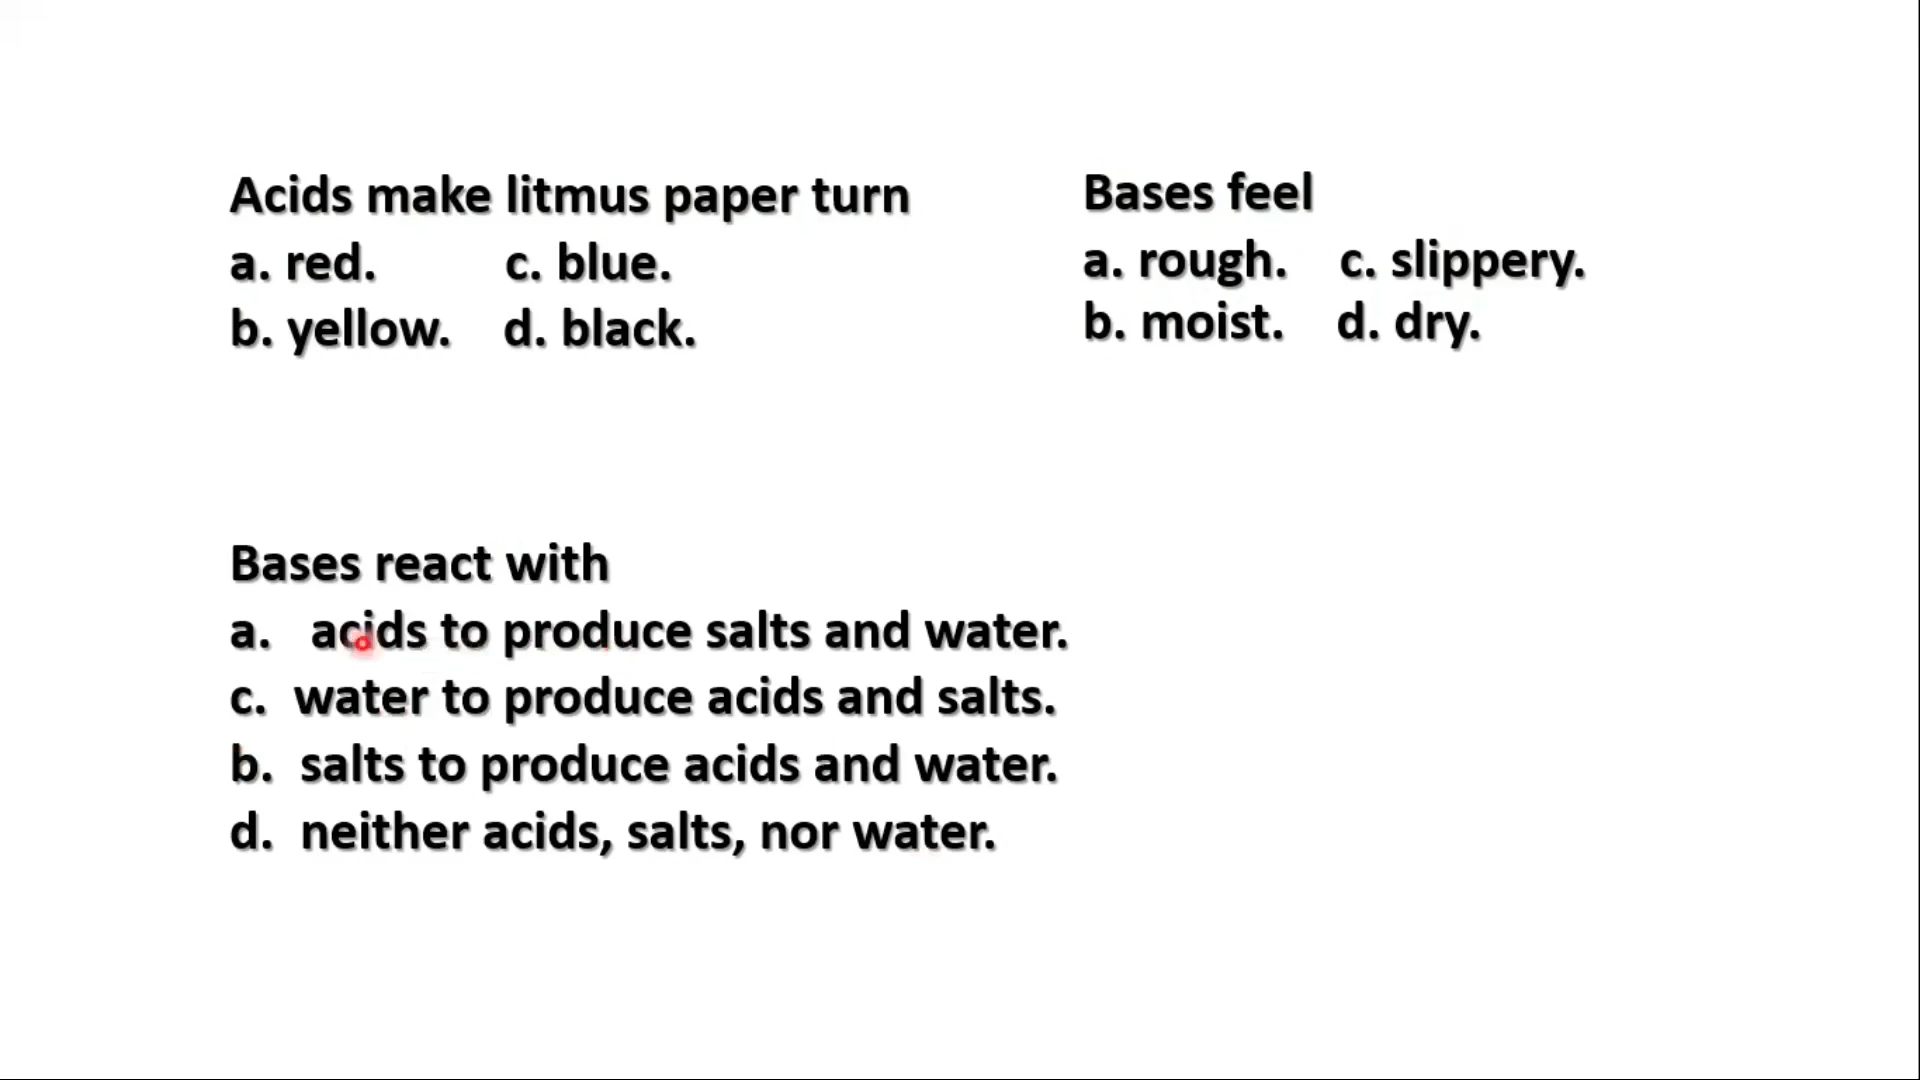 Acids make litmus paper turn
a. red. c. blue.
b. yellow. d. black.
Bases feel
a. rough. c. slippery.
b. moist. d. dry.
Bases react with
a. acids to produce salts and water.
c. water to produce acids and salts.
b. salts to produce acids and water.
d. neither acids, salts, nor water.